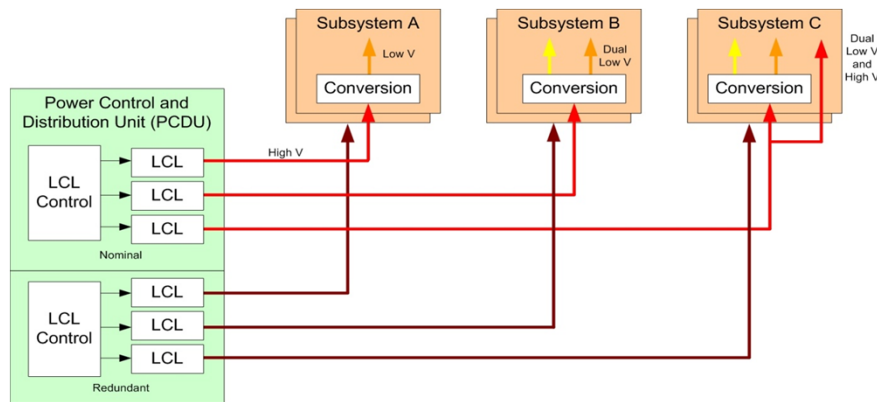 Subsystem A
Low V
Conversion
Subsystem B
Dual
Low V
Conversion
Subsystem C
Conversion
Dual
Low V
and
High V
Power Control and
Distribution Unit (PCDU)
LCL
Control
LCL
LCL
LCL
High V
Nominal
LCL
Control
LCL
LCL
LCL
Redundant